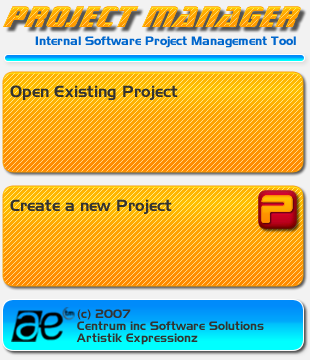 PROJECT MANAGER
Internal Software Project Management Tool
Open Existing Project
Create a new Project
P
ae tm (c) 2007
Centrum inc Software Solutions
Artistik Expressionz